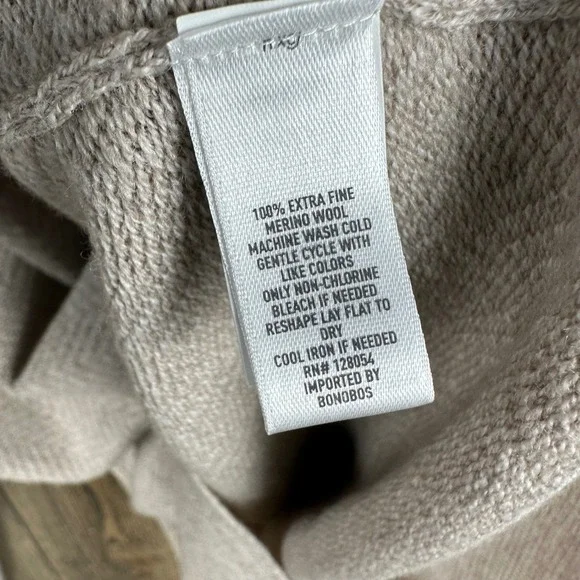 100% EXTRA FINE
MERINO WOOL
MACHINE WASH COLD
GENTLE CYCLE WITH
LIKE COLORS
ONLY NON-CHLORINE
BLEACH IF NEEDED
RESHAPE LAY FLAT TO
DRY
COOL IRON IF NEEDED
RN# 128054
IMPORTED BY
BONOBOS